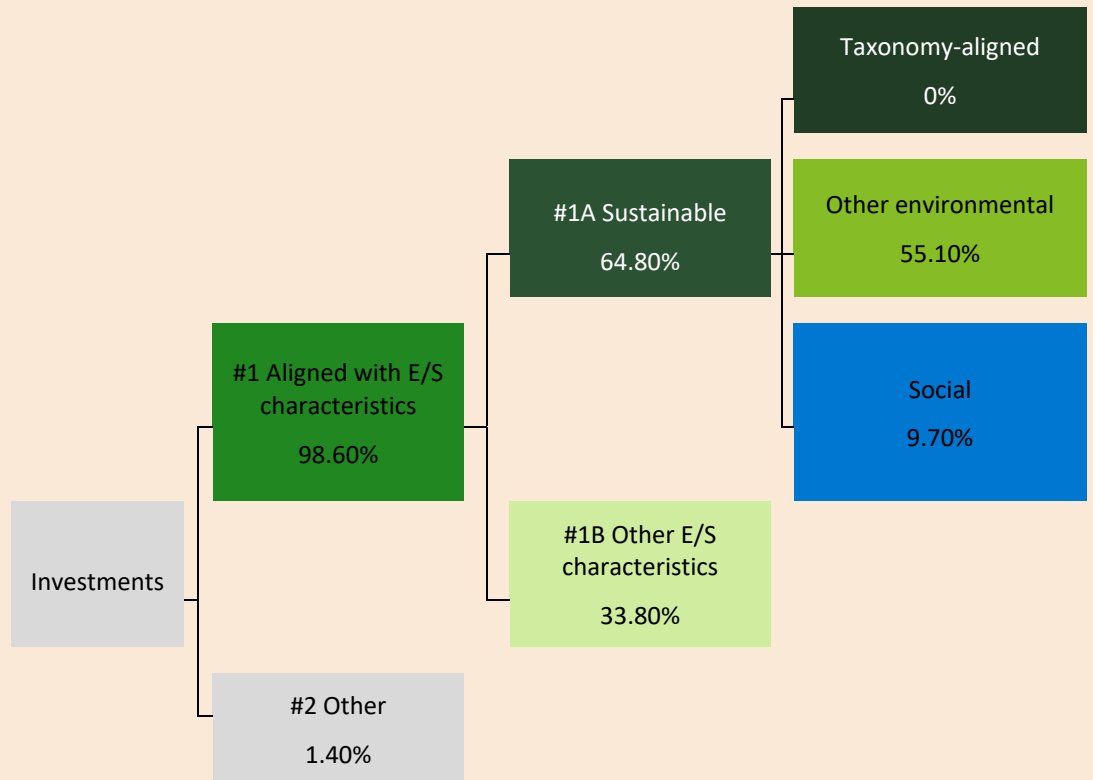 Taxonomy-aligned
0%
#1A Sustainable
64.80%
Other environmental
55.10%
#1 Aligned with E/S
characteristics
98.60%
Social
9.70%
Investments
#1B Other E/S
characteristics
33.80%
#2 Other
1.40%